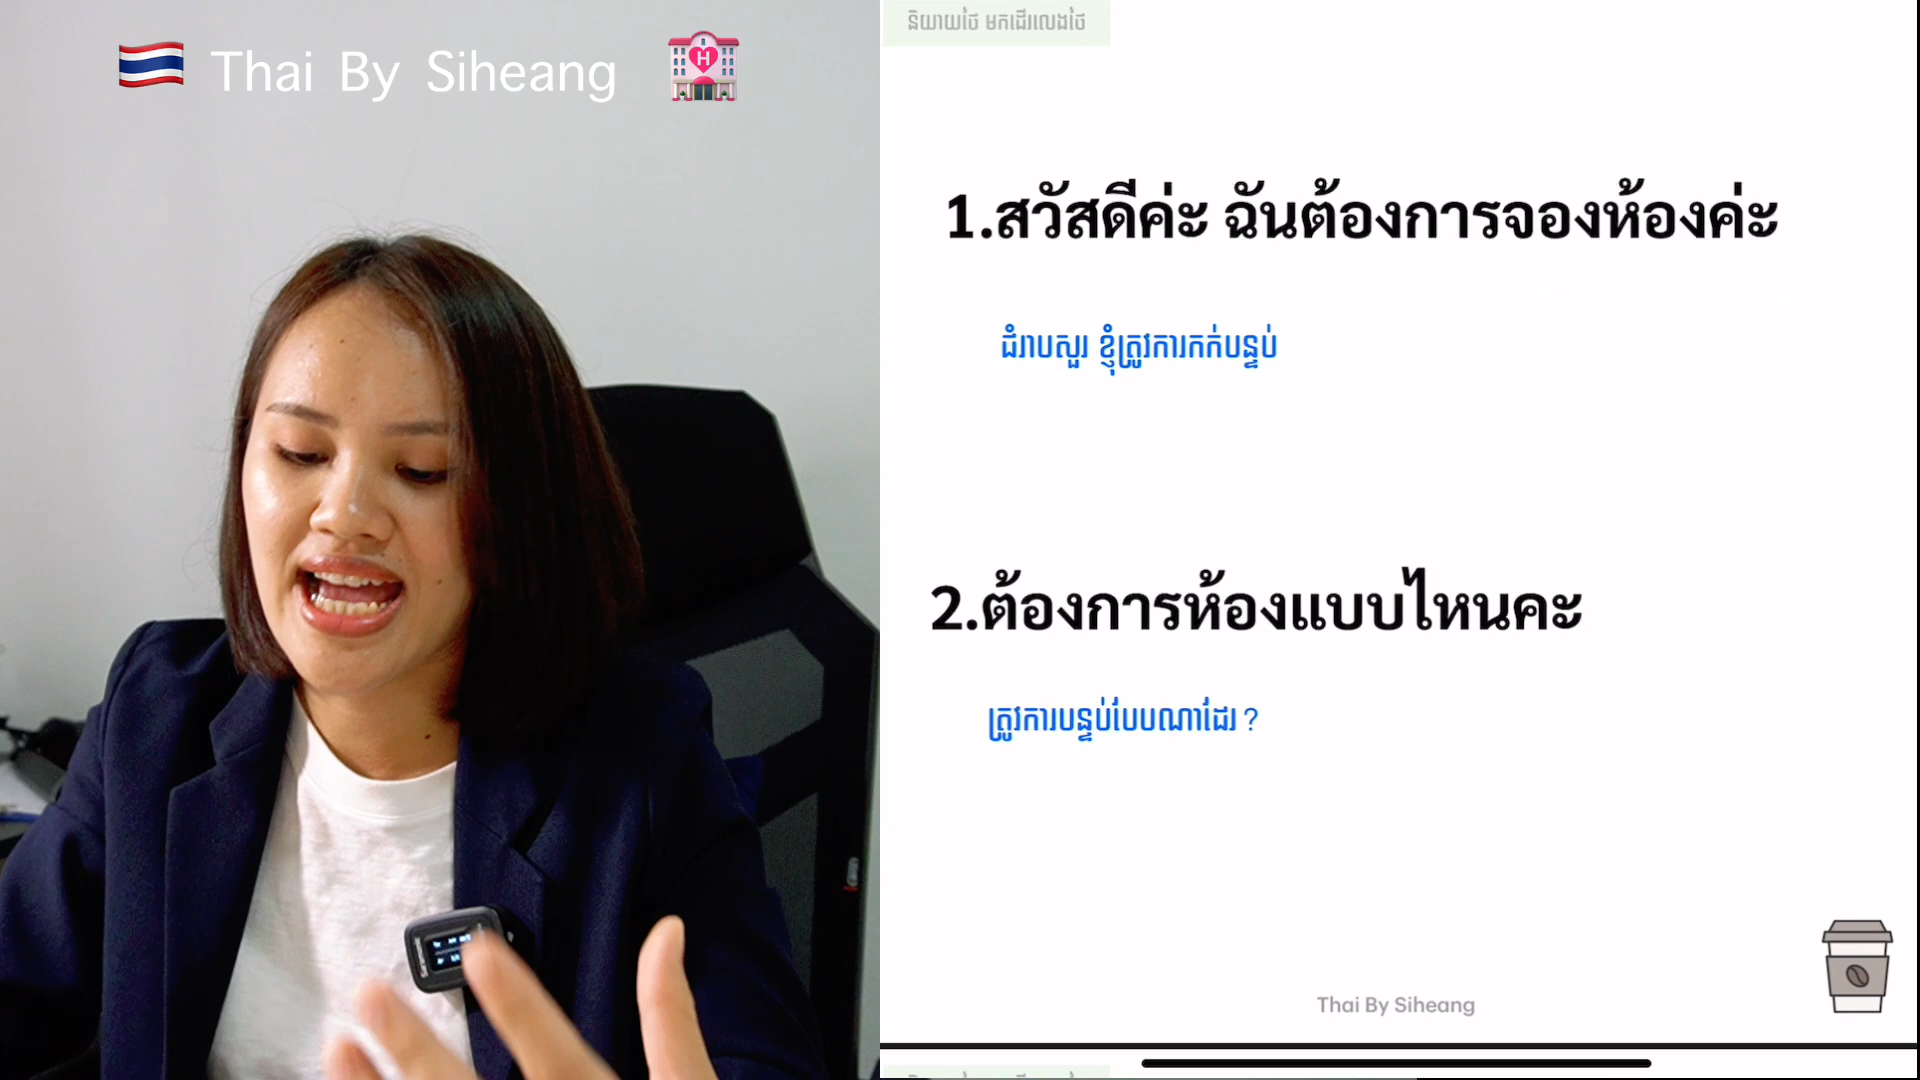 Thai By Siheang
H
និយាយថៃ មកដើរលេងថៃ
1.สวัสดีค่ะ ฉันต้องการจองห้องค่ะ
ជំរាបសួរ ខ្ញុំត្រូវការកក់បន្ទប់
2.ต้องการห้องแบบไหนคะ
ត្រូវការបន្ទប់បែបណាដែរ ?
Thai By Siheang